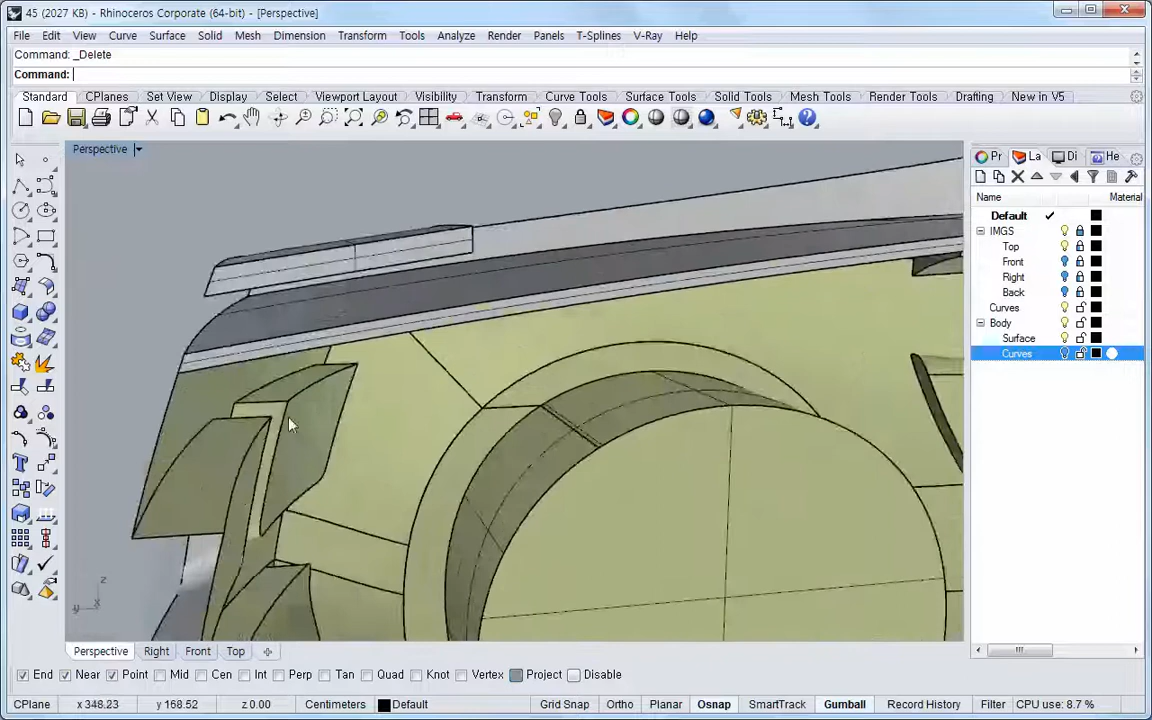 45 (2027 KB) - Rhinoceros Corporate (64-bit) - [Perspective]
File Edit View Curve Surface Solid Mesh Dimension Transform Tools Analyze Render Panels T-Splines V-Ray Help
Command: _Delete
Command:
Standard CPlanes Set View Display Select Viewport Layout Visibility Transform Curve Tools Surface Tools Solid Tools Mesh Tools Render Tools Drafting New in V5
Perspective
Pr La Di He
Name Material
Default
IMGS
Top
Front
Right
Back
Curves
Body
Surface
Curves
z
y x
Perspective Right Front Top
End Near Point Mid Cen Int Perp Tan Quad Knot Vertex Project Disable
CPlane x 348.23 y 168.52 z 0.00 Centimeters Default Grid Snap Ortho Planar Osnap SmartTrack Gumball Record History Filter CPU use: 8.7 %